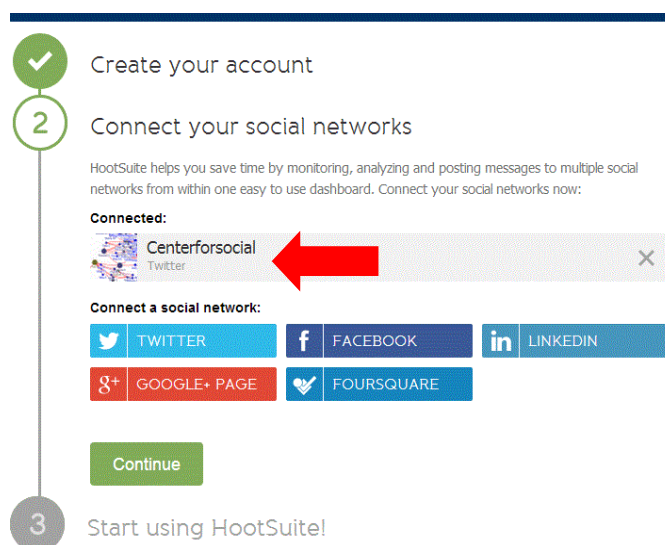 Create your account
2
Connect your social networks
HootSuite helps you save time by monitoring, analyzing and posting messages to multiple social
networks from within one easy to use dashboard. Connect your social networks now:
Connected:
Centerforsocial
Twitter
Connect a social network:
TWITTER
f FACEBOOK
in LINKEDIN
g+ GOOGLE+ PAGE
FOURSQUARE
Continue
3
Start using HootSuite!